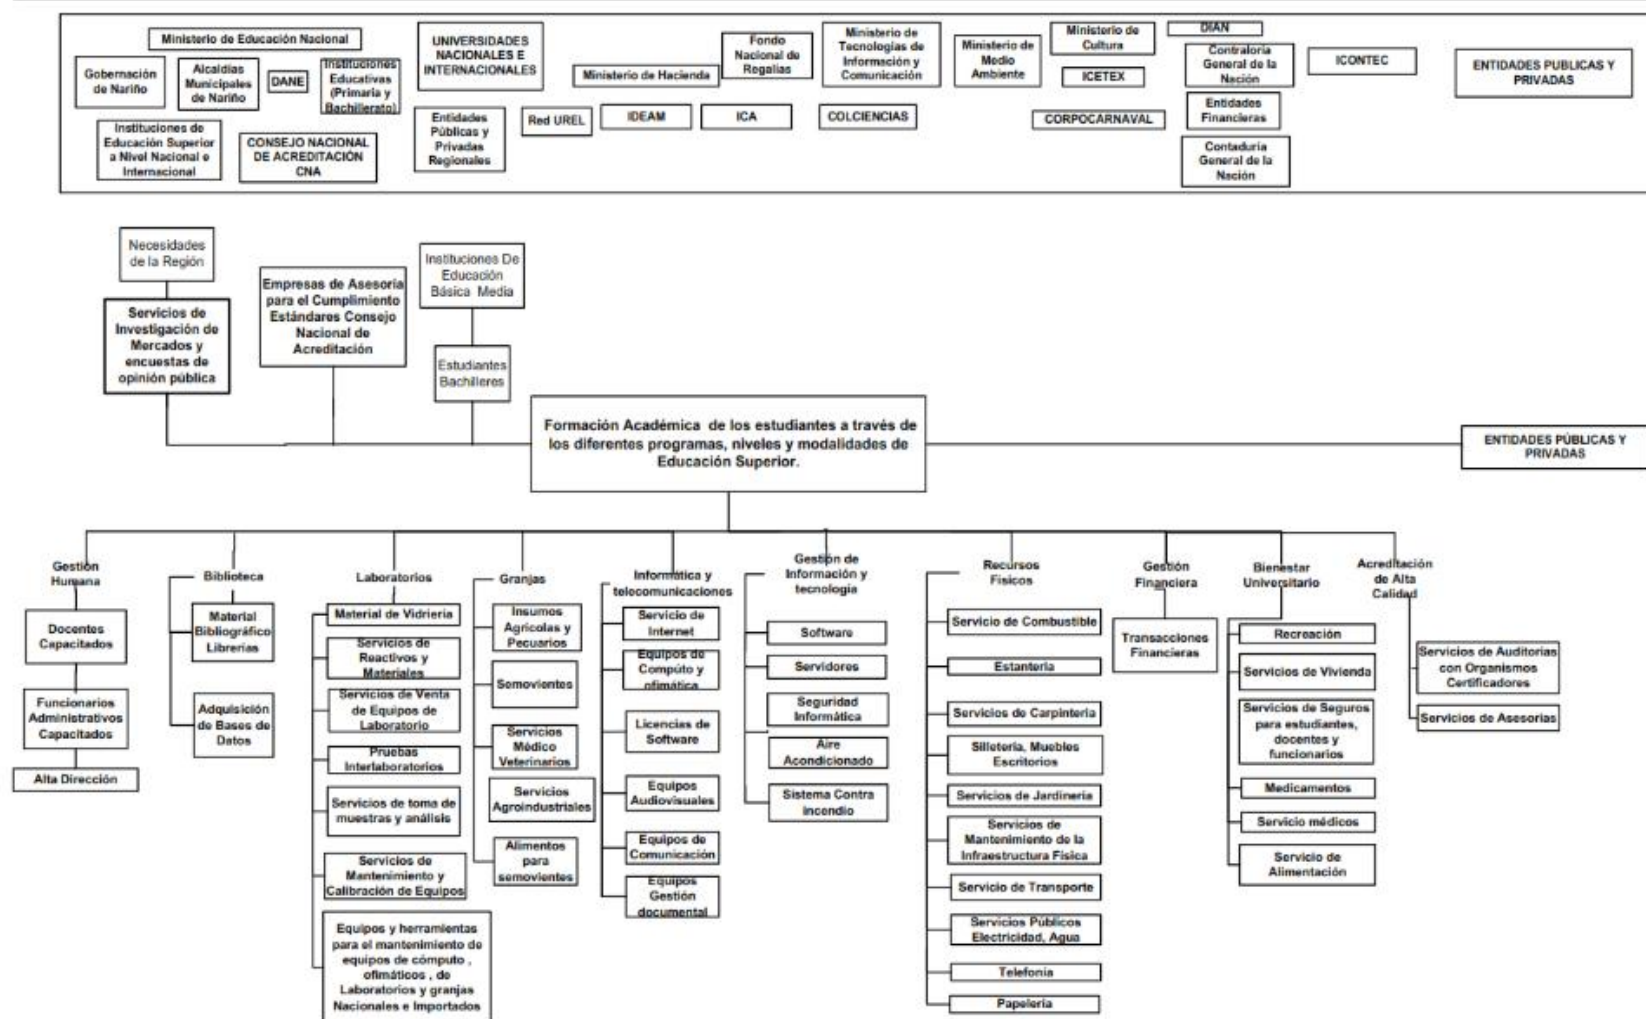 Ministerio de Educación Nacional
Gobernación
de Nariño
Alcaldías
Municipales
de Nariño
DANE
Instituciones
Educativas
(Primaria y
Bachillerato)
UNIVERSIDADES
NACIONALES E
INTERNACIONALES
Ministerio de Hacienda
Fondo
Nacional de
Regalías
Ministerio de
Tecnologías de
Información y
Comunicación
Ministerio de
Medio
Ambiente
Ministerio de
Cultura
ICETEX
DIAN
Contraloría
General de la
Nación
ICONTEC
ENTIDADES PUBLICAS Y
PRIVADAS
Instituciones de
Educación Superior
a Nivel Nacional e
Internacional
CONSEJO NACIONAL
DE ACREDITACIÓN
CNA
Entidades
Públicas y
Privadas
Regionales
Red UREL
IDEAM
ICA
COLCIENCIAS
CORPOCARNAVAL
Entidades
Financieras
Contaduría
General de la
Nación
Necesidades
de la Región
Servicios de
Investigación de
Mercados y
encuestas de
opinión pública
Empresas de Asesoría
para el Cumplimiento
Estándares Consejo
Nacional de
Acreditación
Instituciones De
Educación
Básica Media
Estudiantes
Bachilleres
Formación Académica de los estudiantes a través de
los diferentes programas, niveles y modalidades de
Educación Superior.
ENTIDADES PÚBLICAS Y
PRIVADAS
Gestión
Humana
Docentes
Capacitados
Funcionarios
Administrativos
Capacitados
Alta Dirección
Biblioteca
Material
Bibliográfico
Librerías
Adquisición
de Bases de
Datos
Laboratorios
Material de Vidriería
Servicios de
Reactivos y
Materiales
Servicios de Venta
de Equipos de
Laboratorio
Pruebas
Interlaboratorios
Servicios de toma de
muestras y análisis
Servicios de
Mantenimiento y
Calibración de Equipos
Equipos y herramientas
para el mantenimiento de
equipos de cómputo ,
ofimáticos , de
Laboratorios y granjas
Nacionales e Importados
Granjas
Insumos
Agrícolas y
Pecuarios
Semovientes
Servicios
Médico
Veterinarios
Servicios
Agroindustriales
Alimentos
para
semovientes
Informática y
telecomunicaciones
Servicio de
Internet
Equipos de
Compúto y
ofimática
Licencias de
Software
Equipos
Audiovisuales
Equipos de
Comunicación
Equipos
Gestión
documental
Gestión de
Información y
tecnología
Software
Servidores
Seguridad
Informática
Aire
Acondicionado
Sistema Contra
incendio
Recursos
Físicos
Servicio de Combustible
Estantería
Servicios de Carpintería
Silletería, Muebles
Escritorios
Servicios de Jardinería
Servicios de
Mantenimiento de la
Infraestructura Física
Servicio de Transporte
Servicios Públicos
Electricidad, Agua
Telefonía
Papelería
Gestión
Financiera
Transacciones
Financieras
Bienestar
Universitario
Recreación
Servicios de Vivienda
Servicios de Seguros
para estudiantes,
docentes y
funcionarios
Medicamentos
Servicio médicos
Servicio de
Alimentación
Acreditación
de Alta
Calidad
Servicios de Auditorías
con Organismos
Certificadores
Servicios de Asesorías